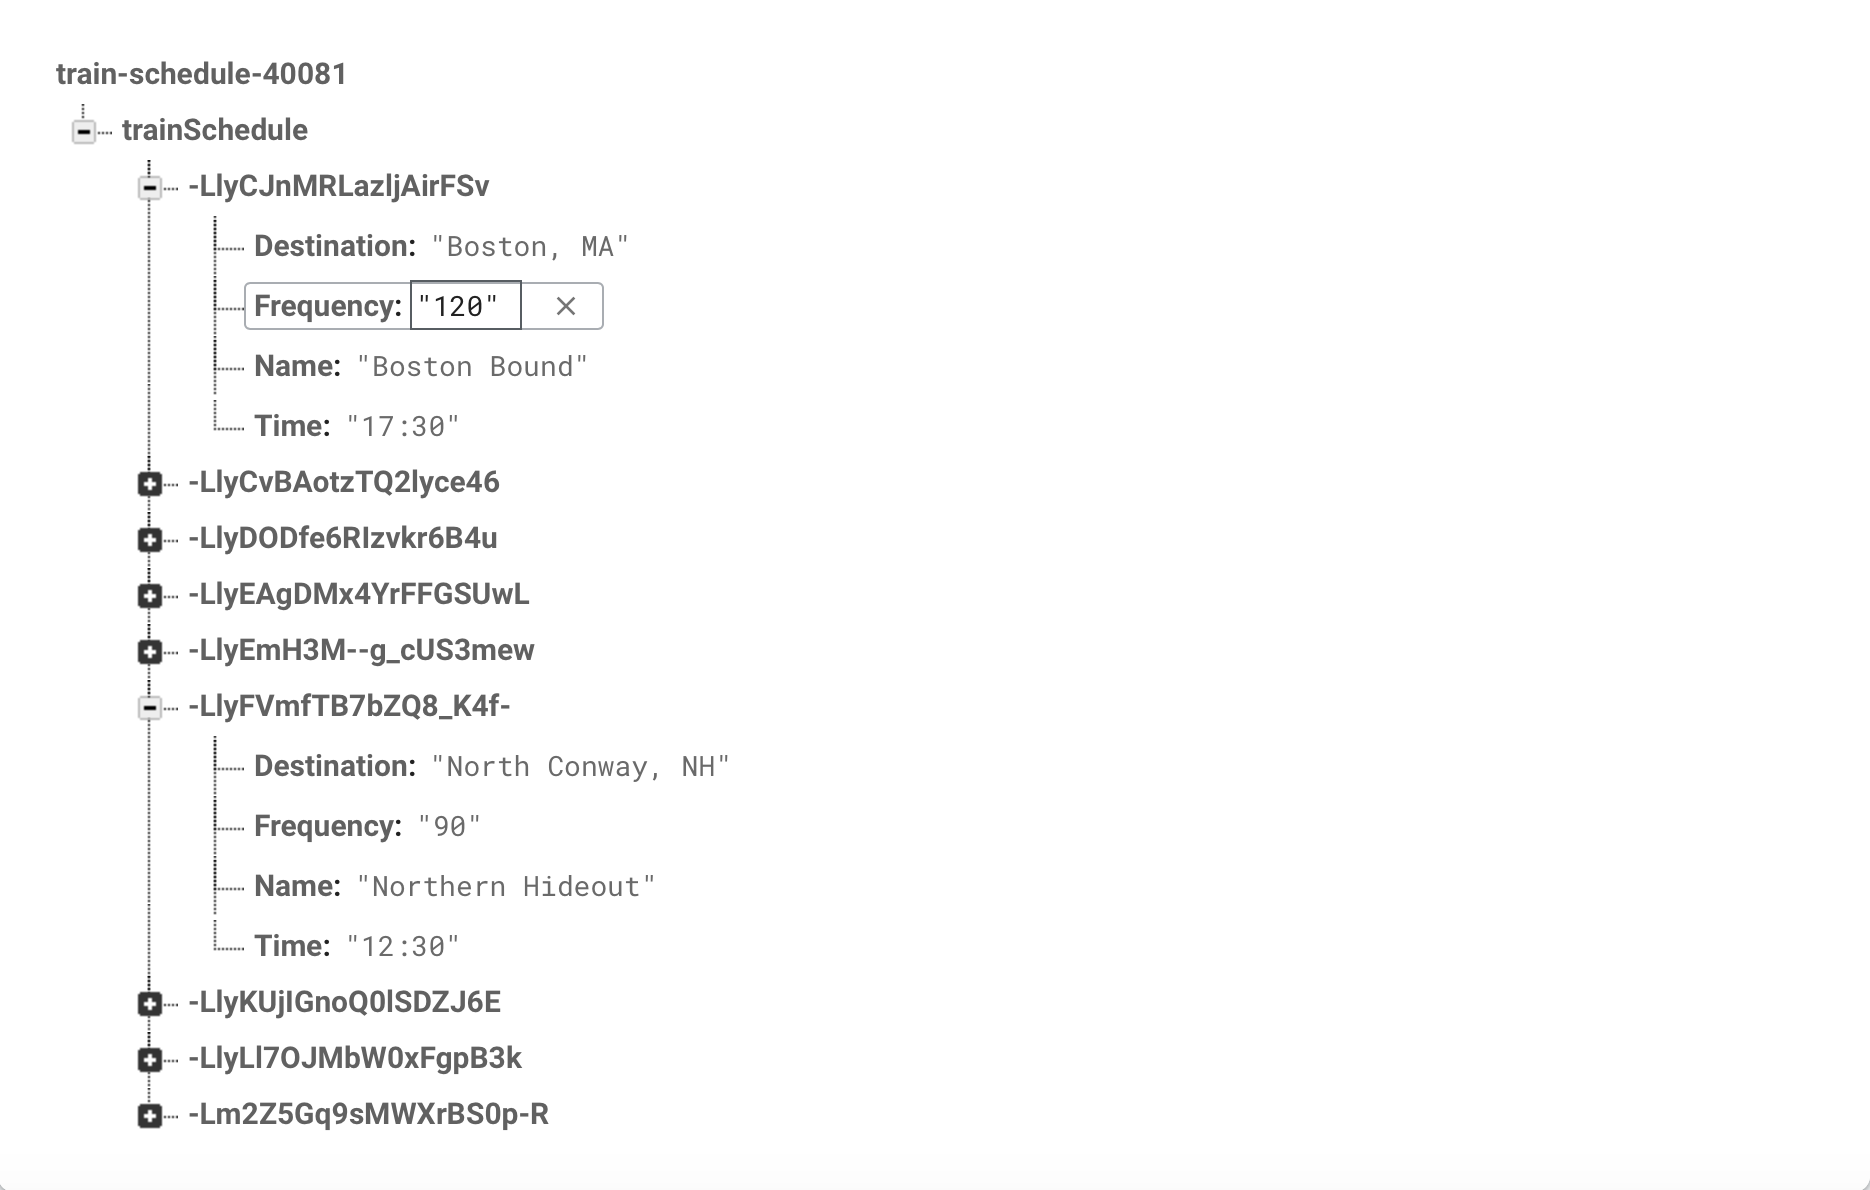 train-schedule-40081
trainSchedule
-LlyCJnMRLazljAirFSv
Destination: "Boston, MA"
Frequency: "120" ×
Name: "Boston Bound"
Time: "17:30"
-LlyCvBAotzTQ2lyce46
-LlyDODfe6RIzvkr6B4u
-LlyEAgDMx4YrFFGSUwL
-LlyEmH3M--g_cUS3mew
-LlyFVmfTB7bZQ8_K4f-
Destination: "North Conway, NH"
Frequency: "90"
Name: "Northern Hideout"
Time: "12:30"
-LlyKUjIGnoQ0lSDZJ6E
-LlyLl7OJMbW0xFgpB3k
-Lm2Z5Gq9sMWXrBS0p-R